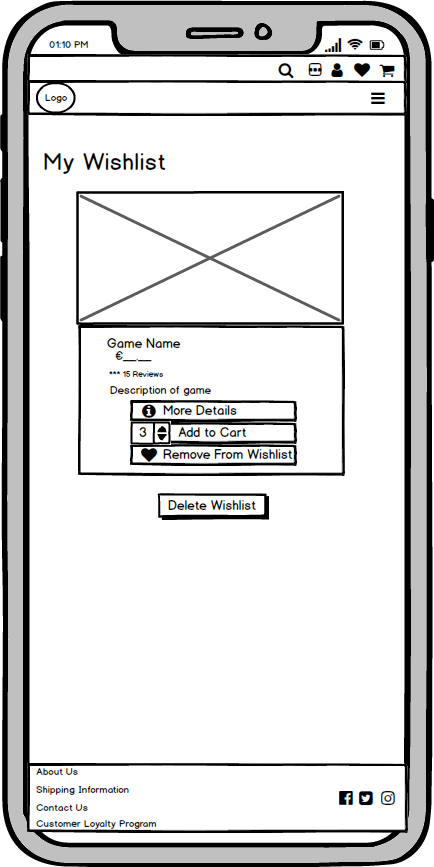 01:10 PM
Logo
My Wishlist
Game Name
€__.__
*** 15 Reviews
Description of game
More Details
3 Add to Cart
Remove From Wishlist
Delete Wishlist
About Us
Shipping Information
Contact Us
Customer Loyalty Program